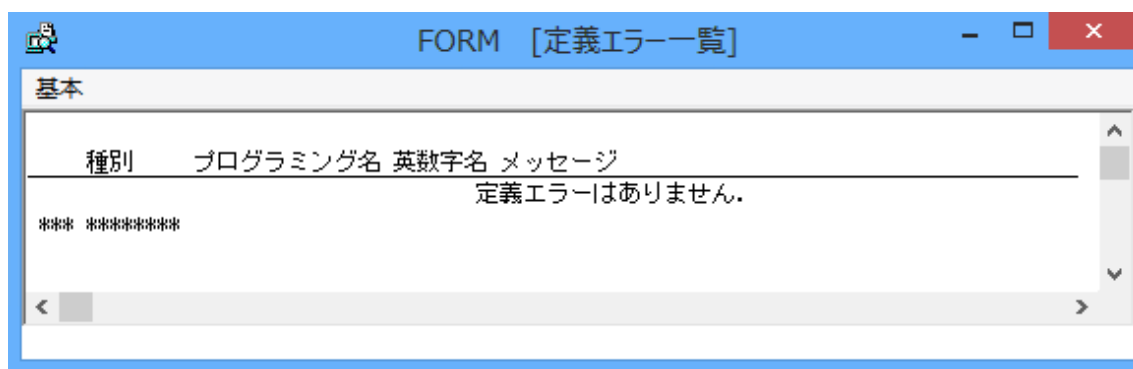 FORM [定義エラー一覧]
基本
種別 プログラミング名 英数字名 メッセージ
定義エラーはありません.
*** ********